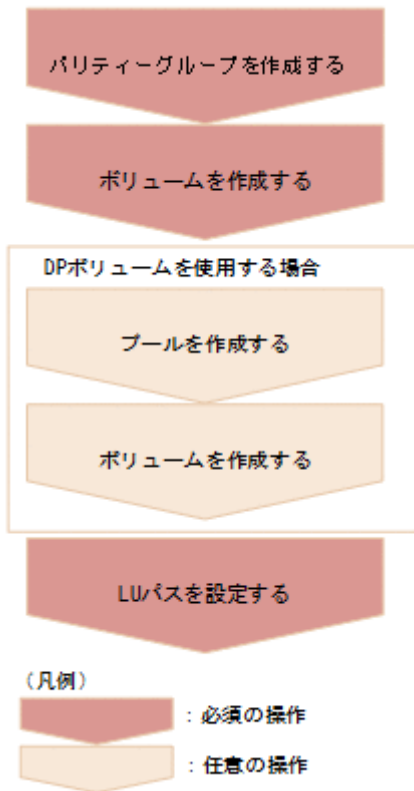 パリティーグループを作成する
ボリュームを作成する
DPボリュームを使用する場合
プールを作成する
ボリュームを作成する
LUパスを設定する
（凡例）
：必須の操作
：任意の操作